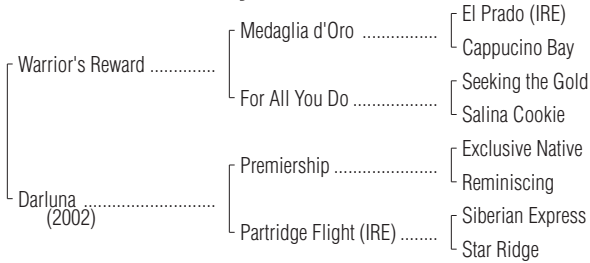 El Prado (IRE)
Medaglia d'Oro ................
Cappucino Bay
Warrior's Reward ..............
Seeking the Gold
For All You Do ...................
Salina Cookie
Exclusive Native
Premiership ......................
Reminiscing
Darluna ............................
(2002)
Siberian Express
Partridge Flight (IRE) ........
Star Ridge